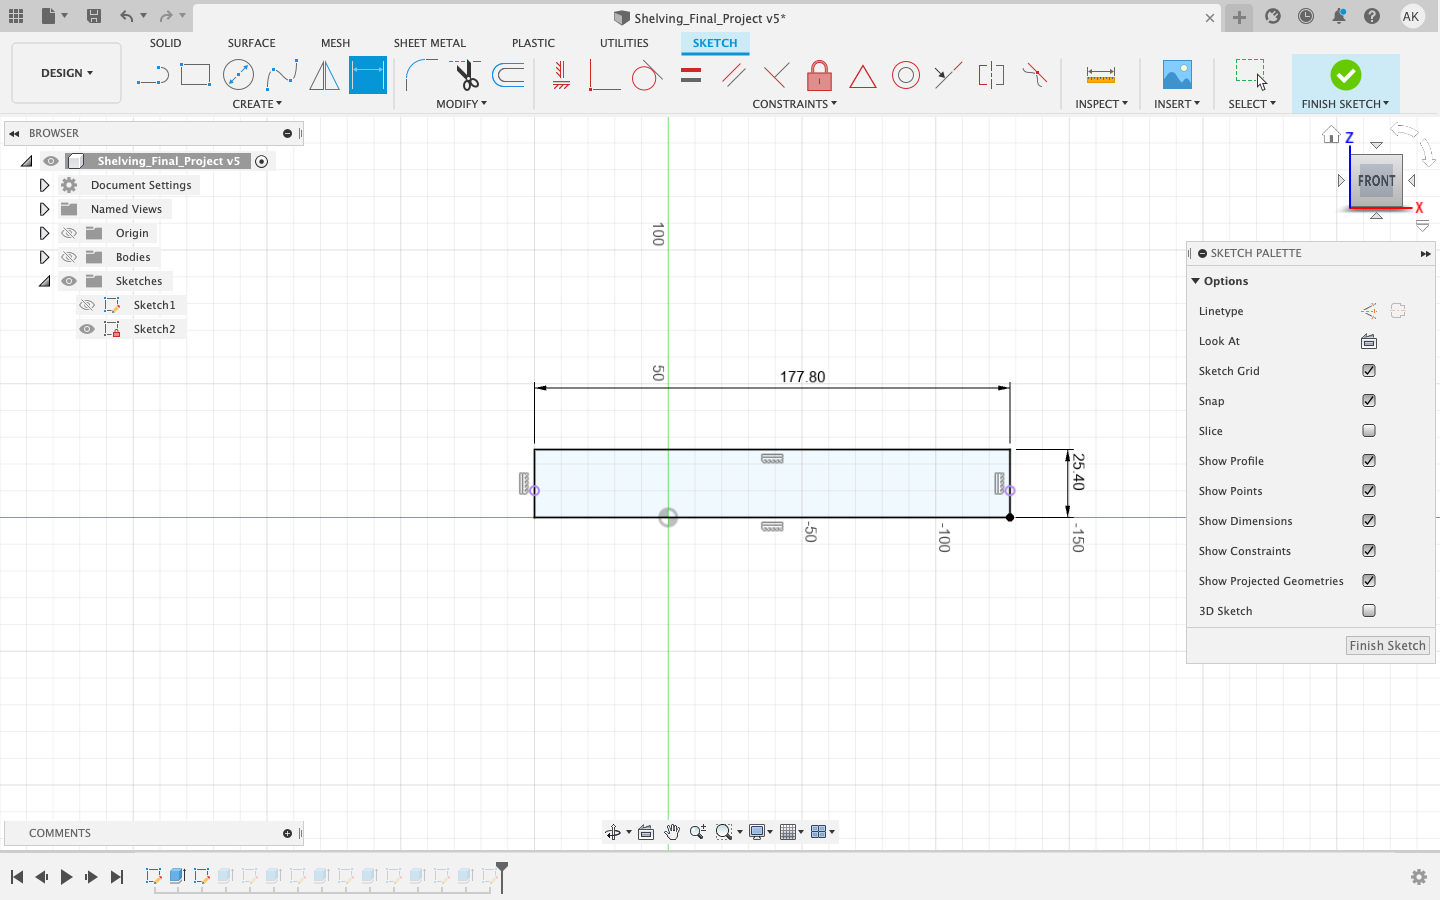 Shelving_Final_Project v5*
AK
DESIGN
SOLID SURFACE MESH SHEET METAL PLASTIC UTILITIES SKETCH
CREATE MODIFY CONSTRAINTS INSPECT INSERT SELECT FINISH SKETCH
BROWSER
Shelving_Final_Project v5
Document Settings
Named Views
Origin
Bodies
Sketches
Sketch1
Sketch2
100
50
177.80
25.40
-50
-100
-150
Z
FRONT
X
SKETCH PALETTE
Options
Linetype
Look At
Sketch Grid
Snap
Slice
Show Profile
Show Points
Show Dimensions
Show Constraints
Show Projected Geometries
3D Sketch
Finish Sketch
COMMENTS